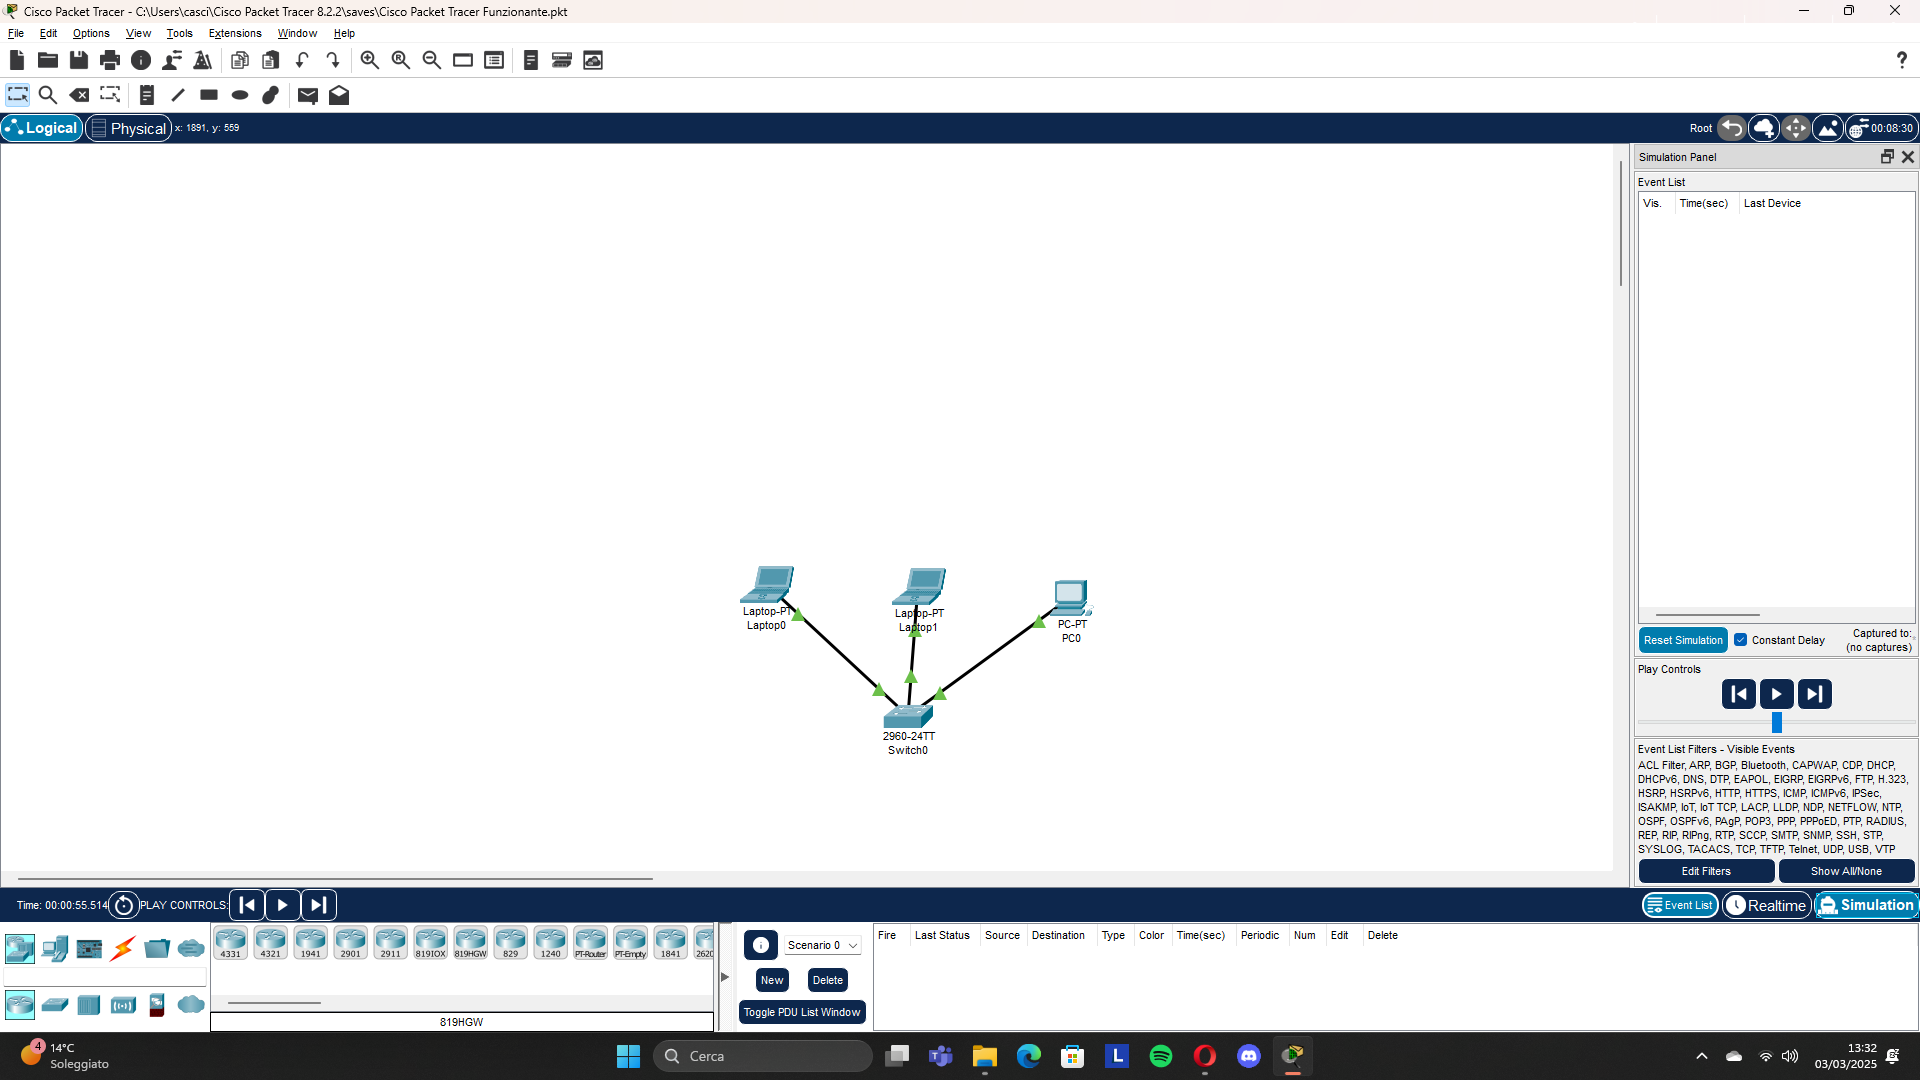 Cisco Packet Tracer - C:\Users\casci\Cisco Packet Tracer 8.2.2\saves\Cisco Packet Tracer Funzionante.pkt
File Edit Options View Tools Extensions Window Help
Logical Physical x: 1891, y: 559 Root 00:08:30
Simulation Panel
Event List
Vis. Time(sec) Last Device
Laptop-PT
Laptop0
Laptop-PT
Laptop1
PC-PT
PC0
2960-24TT
Switch0
Reset Simulation Constant Delay Captured to:
(no captures)
Play Controls
Event List Filters - Visible Events
ACL Filter, ARP, BGP, Bluetooth, CAPWAP, CDP, DHCP,
DHCPv6, DNS, DTP, EAPOL, EIGRP, EIGRPv6, FTP, H.323,
HSRP, HSRPv6, HTTP, HTTPS, ICMP, ICMPv6, IPSec,
ISAKMP, IoT, IoT TCP, LACP, LLDP, NDP, NETFLOW, NTP,
OSPF, OSPFv6, PAgP, POP3, PPP, PPPoED, PTP, RADIUS,
REP, RIP, RIPng, RTP, SCCP, SMTP, SNMP, SSH, STP,
SYSLOG, TACACS, TCP, TFTP, Telnet, UDP, USB, VTP
Edit Filters Show All/None
Time: 00:00:55.514 PLAY CONTROLS: Event List Realtime Simulation
4331 4321 1941 2901 2911 819IOX 819HGW 829 1240 PT-Router PT-Empty 1841 2620
819HGW
Scenario 0
New Delete
Toggle PDU List Window
Fire Last Status Source Destination Type Color Time(sec) Periodic Num Edit Delete
4 14°C
Soleggiato
Cerca
L
13:32
03/03/2025